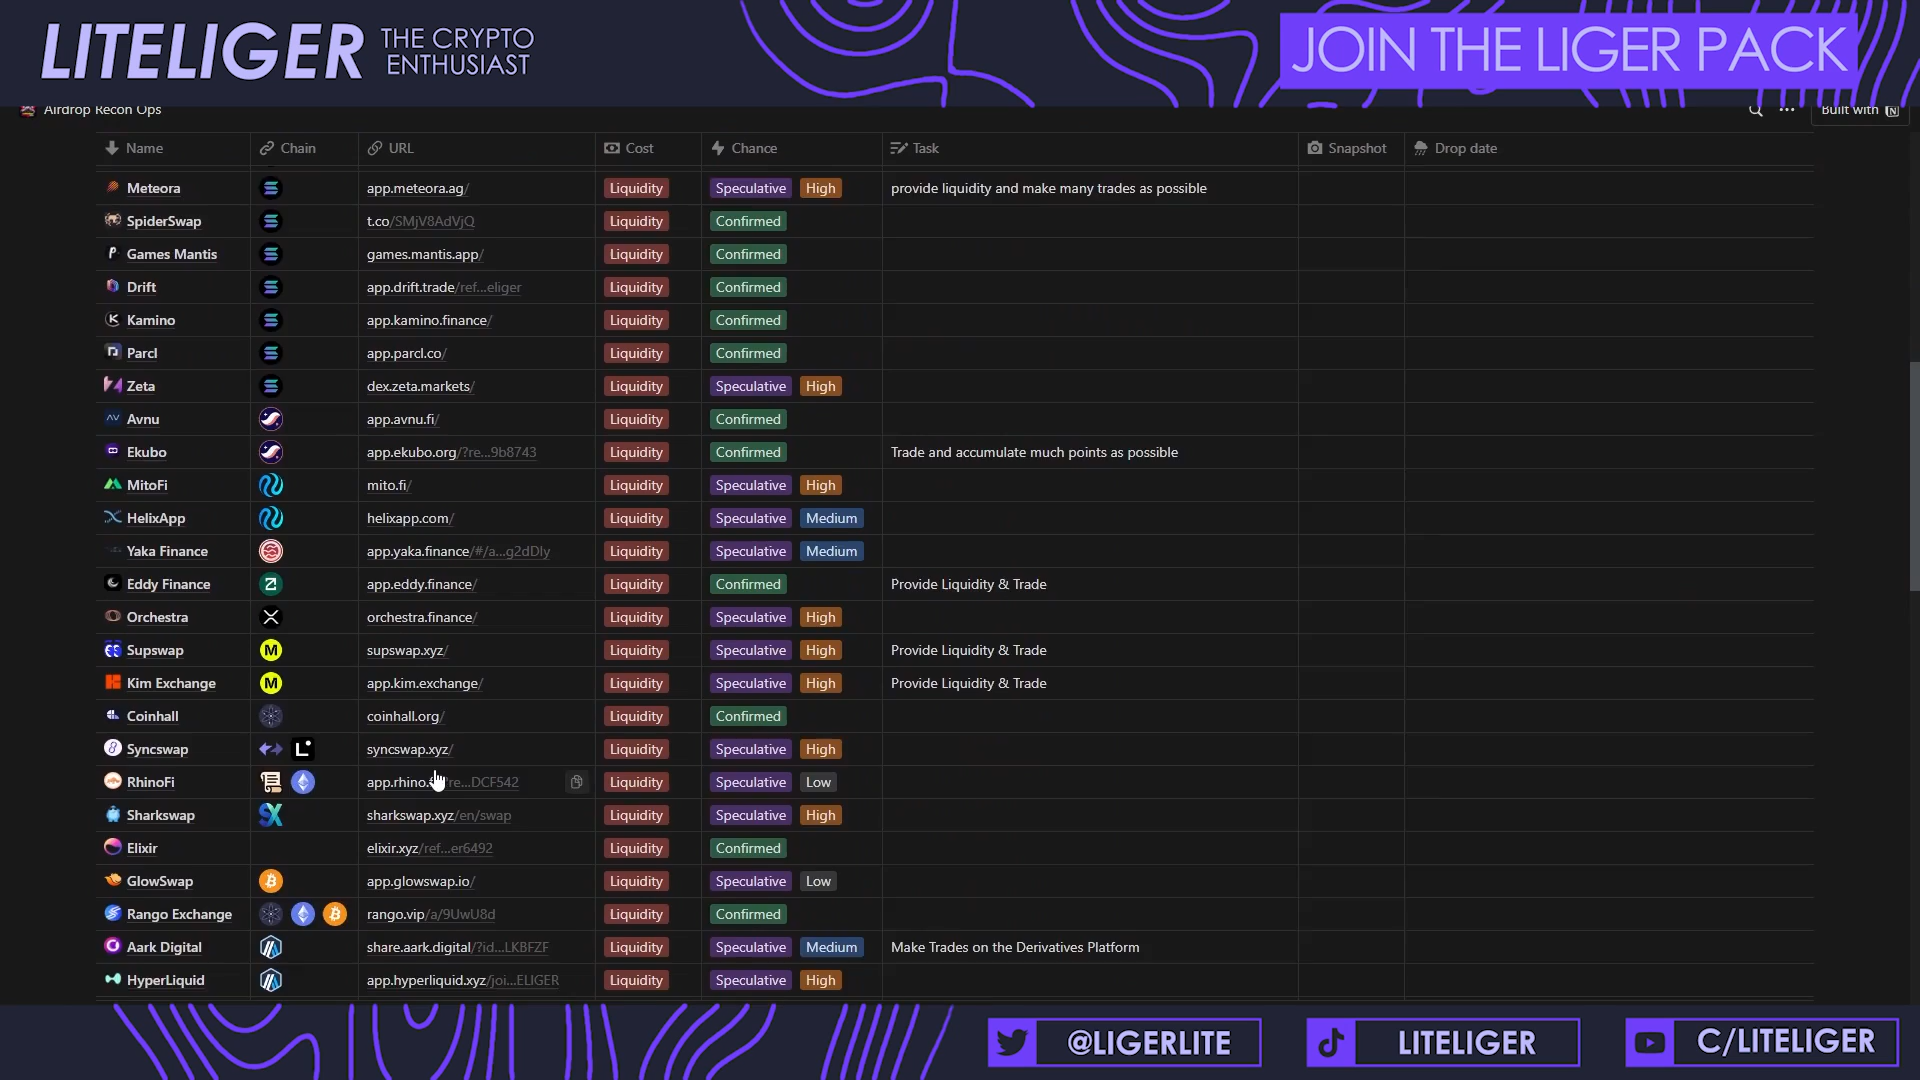 LITELIGER THE CRYPTO ENTHUSIAST
JOIN THE LIGER PACK
Airdrop Recon Ops
Built with
Name Chain URL Cost Chance Task Snapshot Drop date
Meteora app.meteora.ag/ Liquidity Speculative High provide liquidity and make many trades as possible
SpiderSwap t.co/SMjV8AdVjQ Liquidity Confirmed
Games Mantis games.mantis.app/ Liquidity Confirmed
Drift app.drift.trade/ref...eliger Liquidity Confirmed
Kamino app.kamino.finance/ Liquidity Confirmed
Parcl app.parcl.co/ Liquidity Confirmed
Zeta dex.zeta.markets/ Liquidity Speculative High
Avnu app.avnu.fi/ Liquidity Confirmed
Ekubo app.ekubo.org/?re...9b8743 Liquidity Confirmed Trade and accumulate much points as possible
MitoFi mito.fi/ Liquidity Speculative High
HelixApp helixapp.com/ Liquidity Speculative Medium
Yaka Finance app.yaka.finance/#/a...g2dDly Liquidity Speculative Medium
Eddy Finance app.eddy.finance/ Liquidity Confirmed Provide Liquidity & Trade
Orchestra orchestra.finance/ Liquidity Speculative High
Supswap M supswap.xyz/ Liquidity Speculative High Provide Liquidity & Trade
Kim Exchange M app.kim.exchange/ Liquidity Speculative High Provide Liquidity & Trade
Coinhall coinhall.org/ Liquidity Confirmed
Syncswap syncswap.xyz/ Liquidity Speculative High
RhinoFi re...DCF542 Liquidity Speculative Low
Sharkswap sharkswap.xyz/en/swap Liquidity Speculative High
Elixir elixir.xyz/ref...er6492 Liquidity Confirmed
GlowSwap app.glowswap.io/ Liquidity Speculative Low
Rango Exchange rango.vip/a/9UwU8d Liquidity Confirmed
Aark Digital share.aark.digital/?id...LKBFZF Liquidity Speculative Medium Make Trades on the Derivatives Platform
HyperLiquid app.hyperliquid.xyz/joi...ELIGER Liquidity Speculative High
@LIGERLITE LITELIGER C/LITELIGER